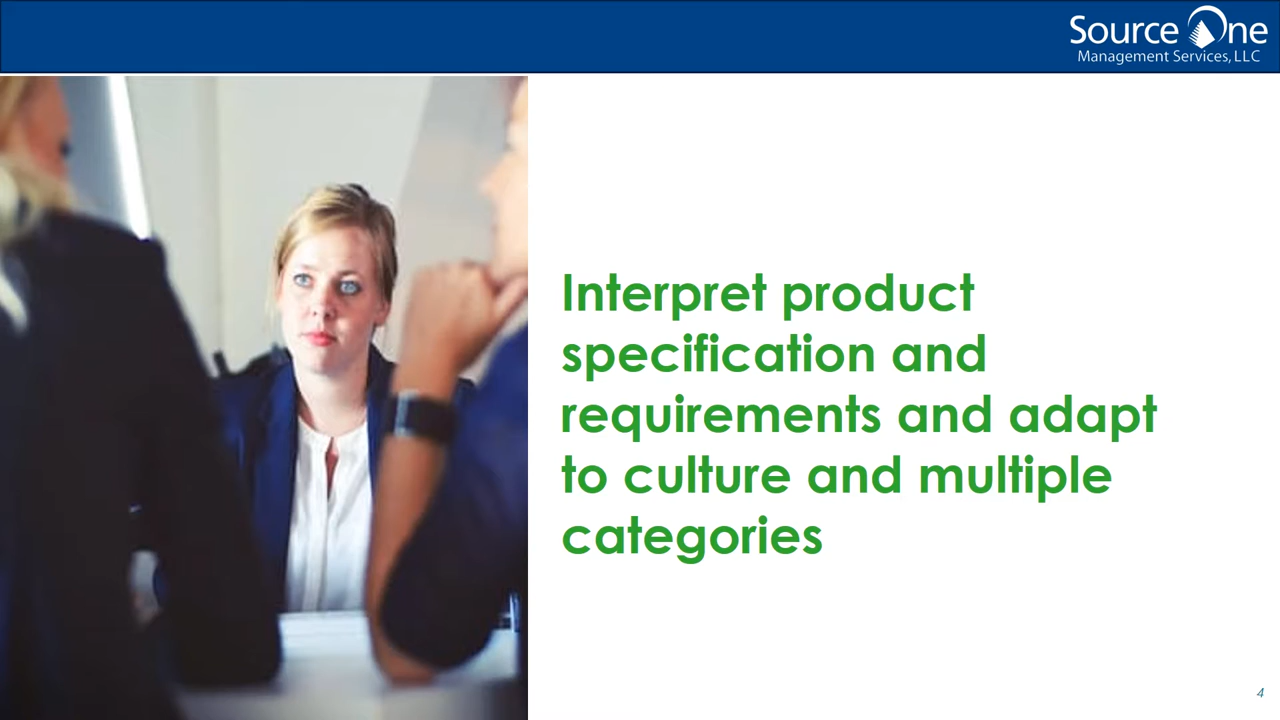 Source One
Management Services, LLC
Interpret product
specification and
requirements and adapt
to culture and multiple
categories
4